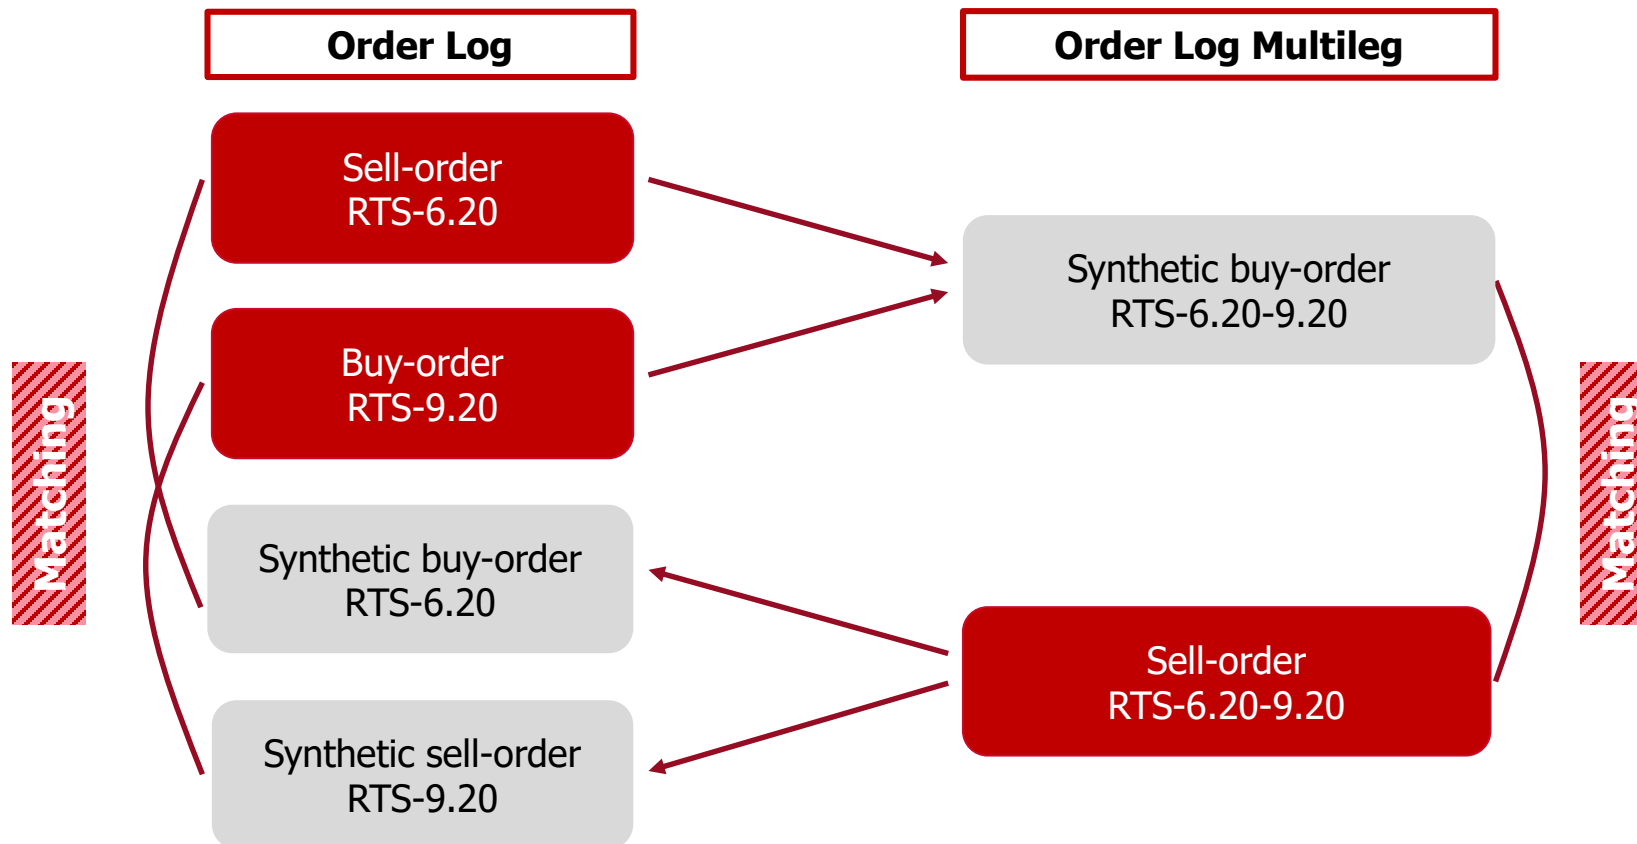 Order Log
Order Log Multileg
Sell-order
RTS-6.20
Synthetic buy-order
RTS-6.20-9.20
Buy-order
RTS-9.20
Matching
Matching
Synthetic buy-order
RTS-6.20
Sell-order
RTS-6.20-9.20
Synthetic sell-order
RTS-9.20